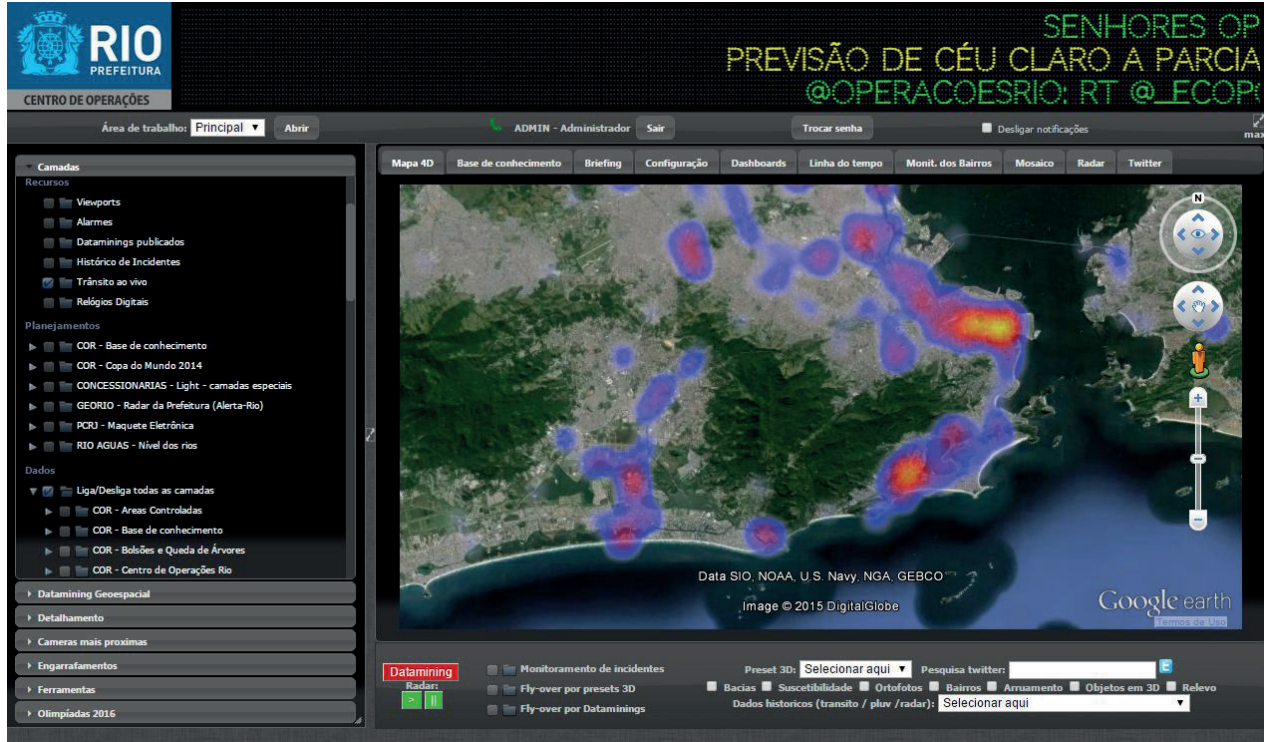 RIO
PREFEITURA
CENTRO DE OPERAÇÕES
SENHORES OP
PREVISÃO DE CÉU CLARO A PARCIA
@OPERACOESRIO: RT @_ECOP
Área de trabalho: Principal Abrir ADMIN - Administrador Sair Trocar senha Desligar notificações max
Camadas
Recursos
Viewports
Alarmes
Dataminings publicados
Histórico de Incidentes
Trânsito ao vivo
Relógios Digitais
Planejamentos
COR - Base de conhecimento
COR - Copa do Mundo 2014
CONCESSIONARIAS - Light - camadas especiais
GEORIO - Radar da Prefeitura (Alerta-Rio)
PCRJ - Maquete Eletrônica
RIO AGUAS - Nível dos rios
Dados
Liga/Desliga todas as camadas
COR - Areas Controladas
COR - Base de conhecimento
COR - Bolsões e Queda de Árvores
COR - Centro de Operações Rio
Datamining Geoespacial
Detalhamento
Cameras mais proximas
Engarrafamentos
Ferramentas
Olimpíadas 2016
Mapa 4D Base de conhecimento Briefing Configuração Dashboards Linha do tempo Monit. dos Bairros Mosaico Radar Twitter
N
Data SIO, NOAA, U.S. Navy, NGA, GEBCO
Image © 2015 DigitalGlobe
Google earth
Termos de Uso
Datamining
Radar:
> ||
Monitoramento de incidentes
Fly-over por presets 3D
Fly-over por Dataminings
Preset 3D: Selecionar aqui Pesquisa twitter:
Bacias Suscetibilidade Ortofotos Bairros Arruamento Objetos em 3D Relevo
Dados historicos (transito / pluv /radar): Selecionar aqui